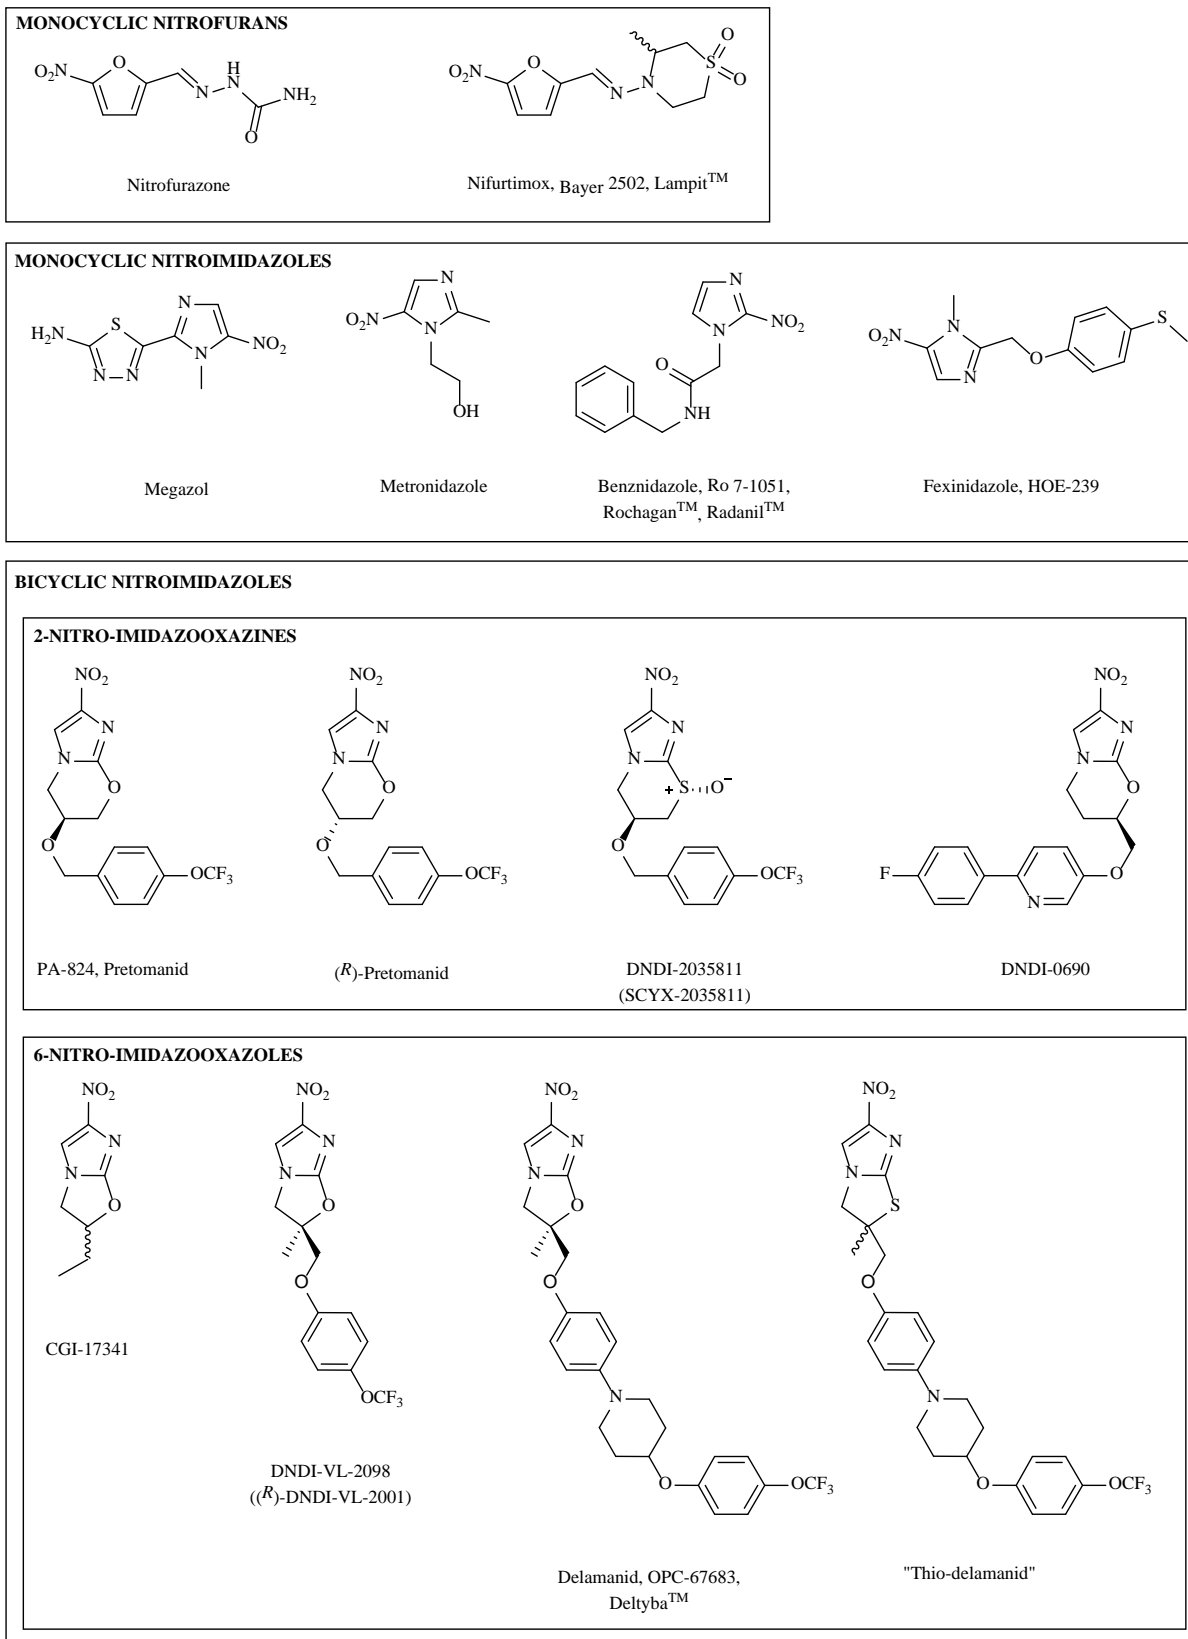 MONOCYCLIC NITROFURANS
O₂N O N H N NH₂ O
Nitrofurazone
O₂N O N N S O O
Nifurtimox, Bayer 2502, Lampit™
MONOCYCLIC NITROIMIDAZOLES
H₂N S N N N N NO₂
Megazol
O₂N N N OH
Metronidazole
N N NO₂ O NH
Benznidazole, Ro 7-1051,
Rochagan™, Radanil™
O₂N N N O S
Fexinidazole, HOE-239
BICYCLIC NITROIMIDAZOLES
2-NITRO-IMIDAZOOXAZINES
NO₂ N N O O OCF₃
PA-824, Pretomanid
NO₂ N N O O OCF₃
(R)-Pretomanid
NO₂ N N + S O − O OCF₃
DNDI-2035811
(SCYX-2035811)
NO₂ N N O O N F
DNDI-0690
6-NITRO-IMIDAZOOXAZOLES
NO₂ N N O
CGI-17341
NO₂ N N O O OCF₃
DNDI-VL-2098
((R)-DNDI-VL-2001)
NO₂ N N O O N O OCF₃
Delamanid, OPC-67683,
Deltyba™
NO₂ N N S O N O OCF₃
"Thio-delamanid"